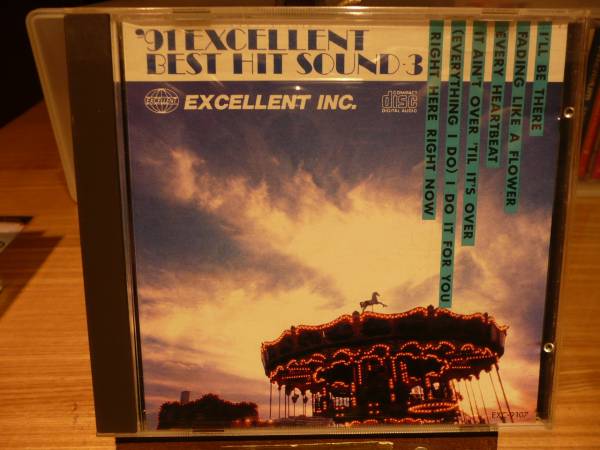 '91 EXCELLENT
BEST HIT SOUND-3
EXCELLENT INC.
COMPACT
disc
DIGITAL AUDIO
I'LL BE THERE
FADING LIKE A FLOWER
EVERY HEARTBEAT
IT AIN'T OVER 'TIL IT'S OVER
(EVERYTHING I DO) I DO IT FOR YOU
RIGHT HERE RIGHT NOW